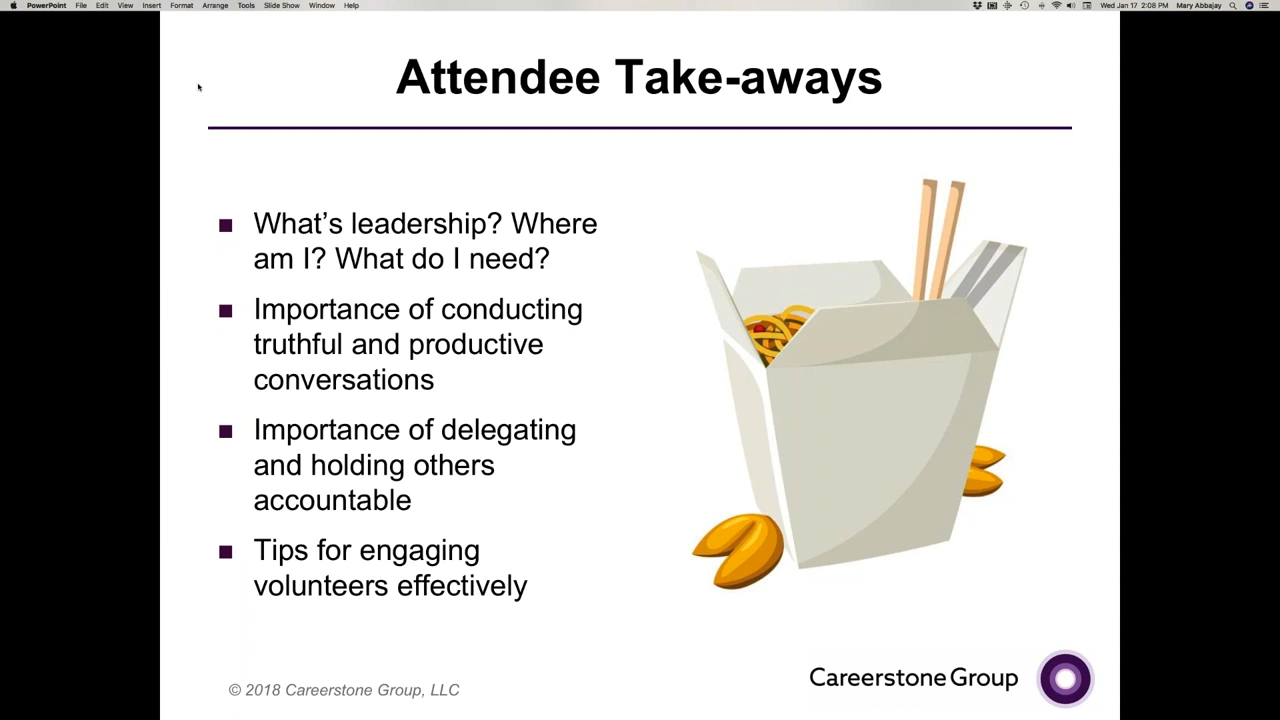 PowerPoint File Edit View Insert Format Arrange Tools Slide Show Window Help Wed Jan 17 2:08 PM Mary Abbajay
Attendee Take-aways
What's leadership? Where
am I? What do I need?
Importance of conducting
truthful and productive
conversations
Importance of delegating
and holding others
accountable
Tips for engaging
volunteers effectively
© 2018 Careerstone Group, LLC
Careerstone Group